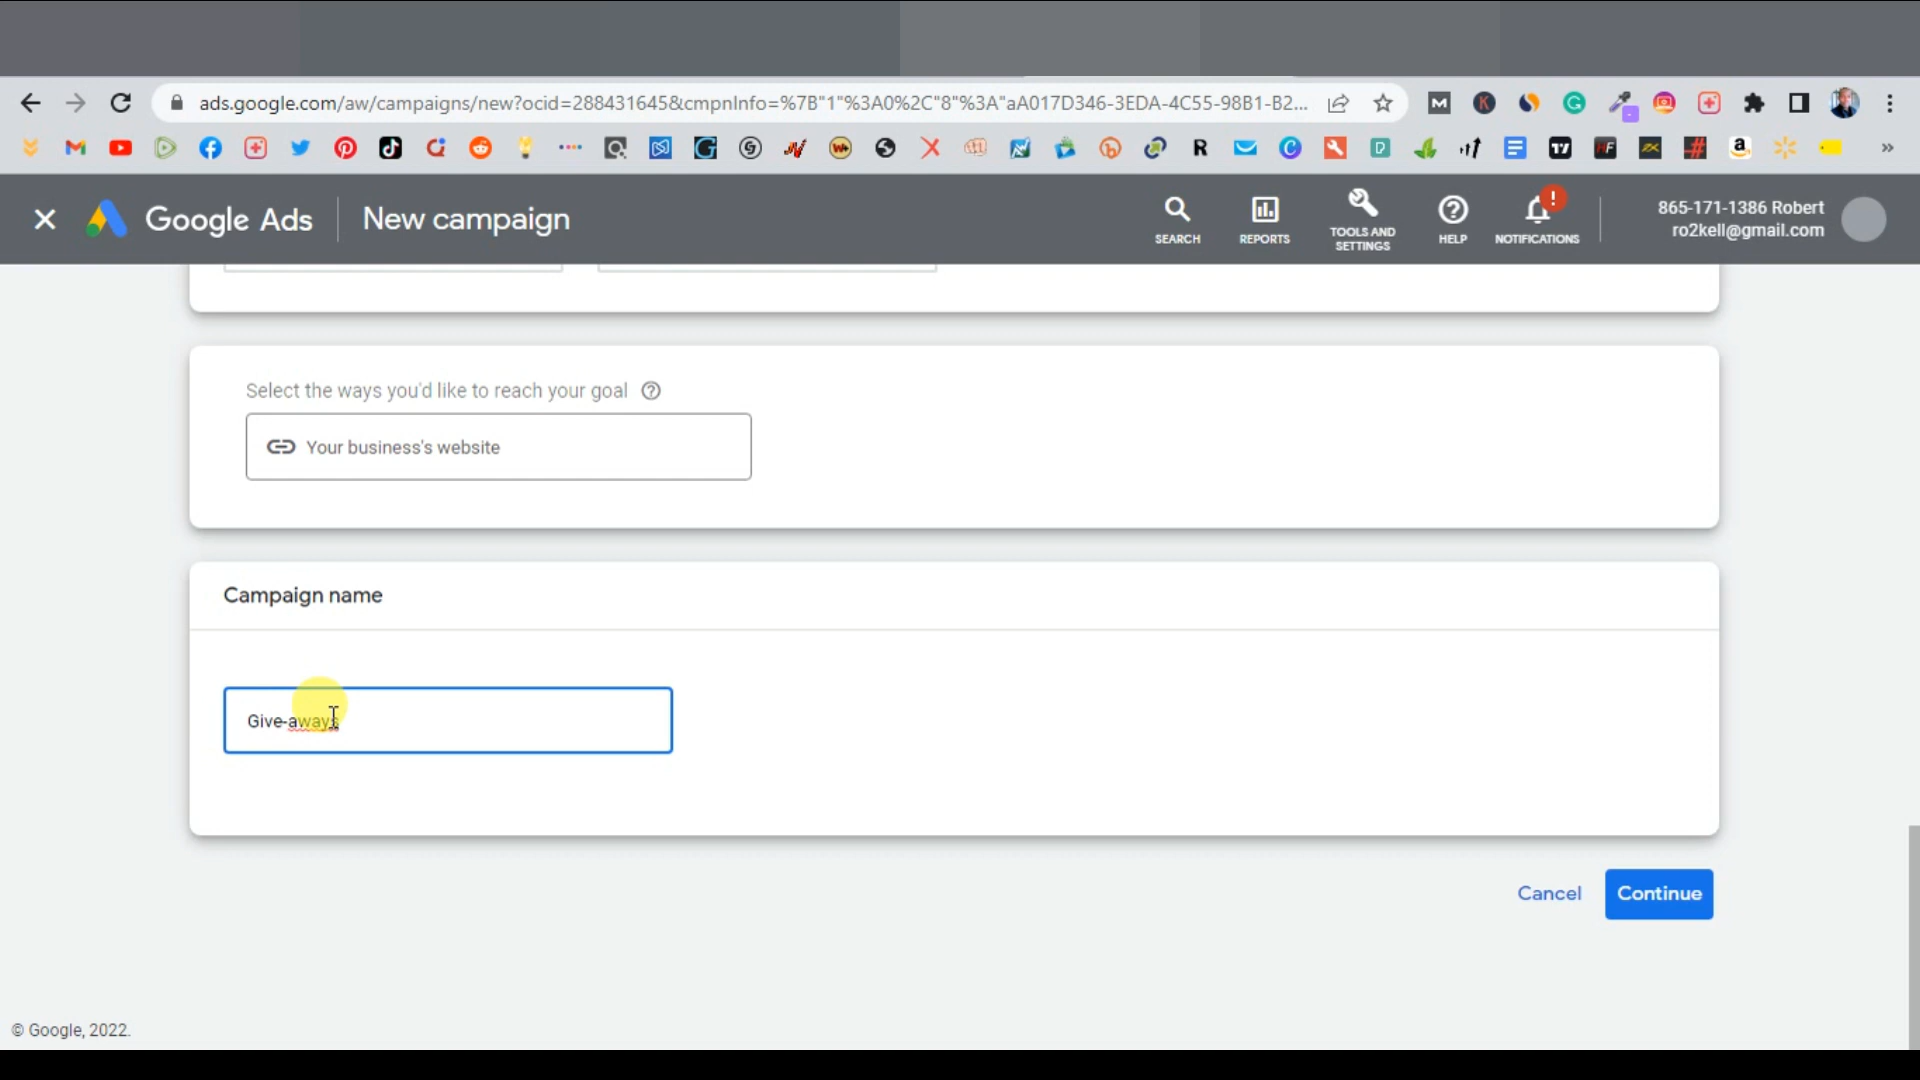 ads.google.com/aw/campaigns/new?ocid=288431645&cmpnInfo=%7B"1"%3A0%2C"8"%3A"aA017D346-3EDA-4C55-98B1-B2...
Google Ads New campaign
SEARCH
REPORTS
TOOLS AND
SETTINGS
HELP
NOTIFICATIONS
865-171-1386 Robert
ro2kell@gmail.com
Select the ways you'd like to reach your goal
Your business's website
Campaign name
Give-aways
Cancel
Continue
© Google, 2022.